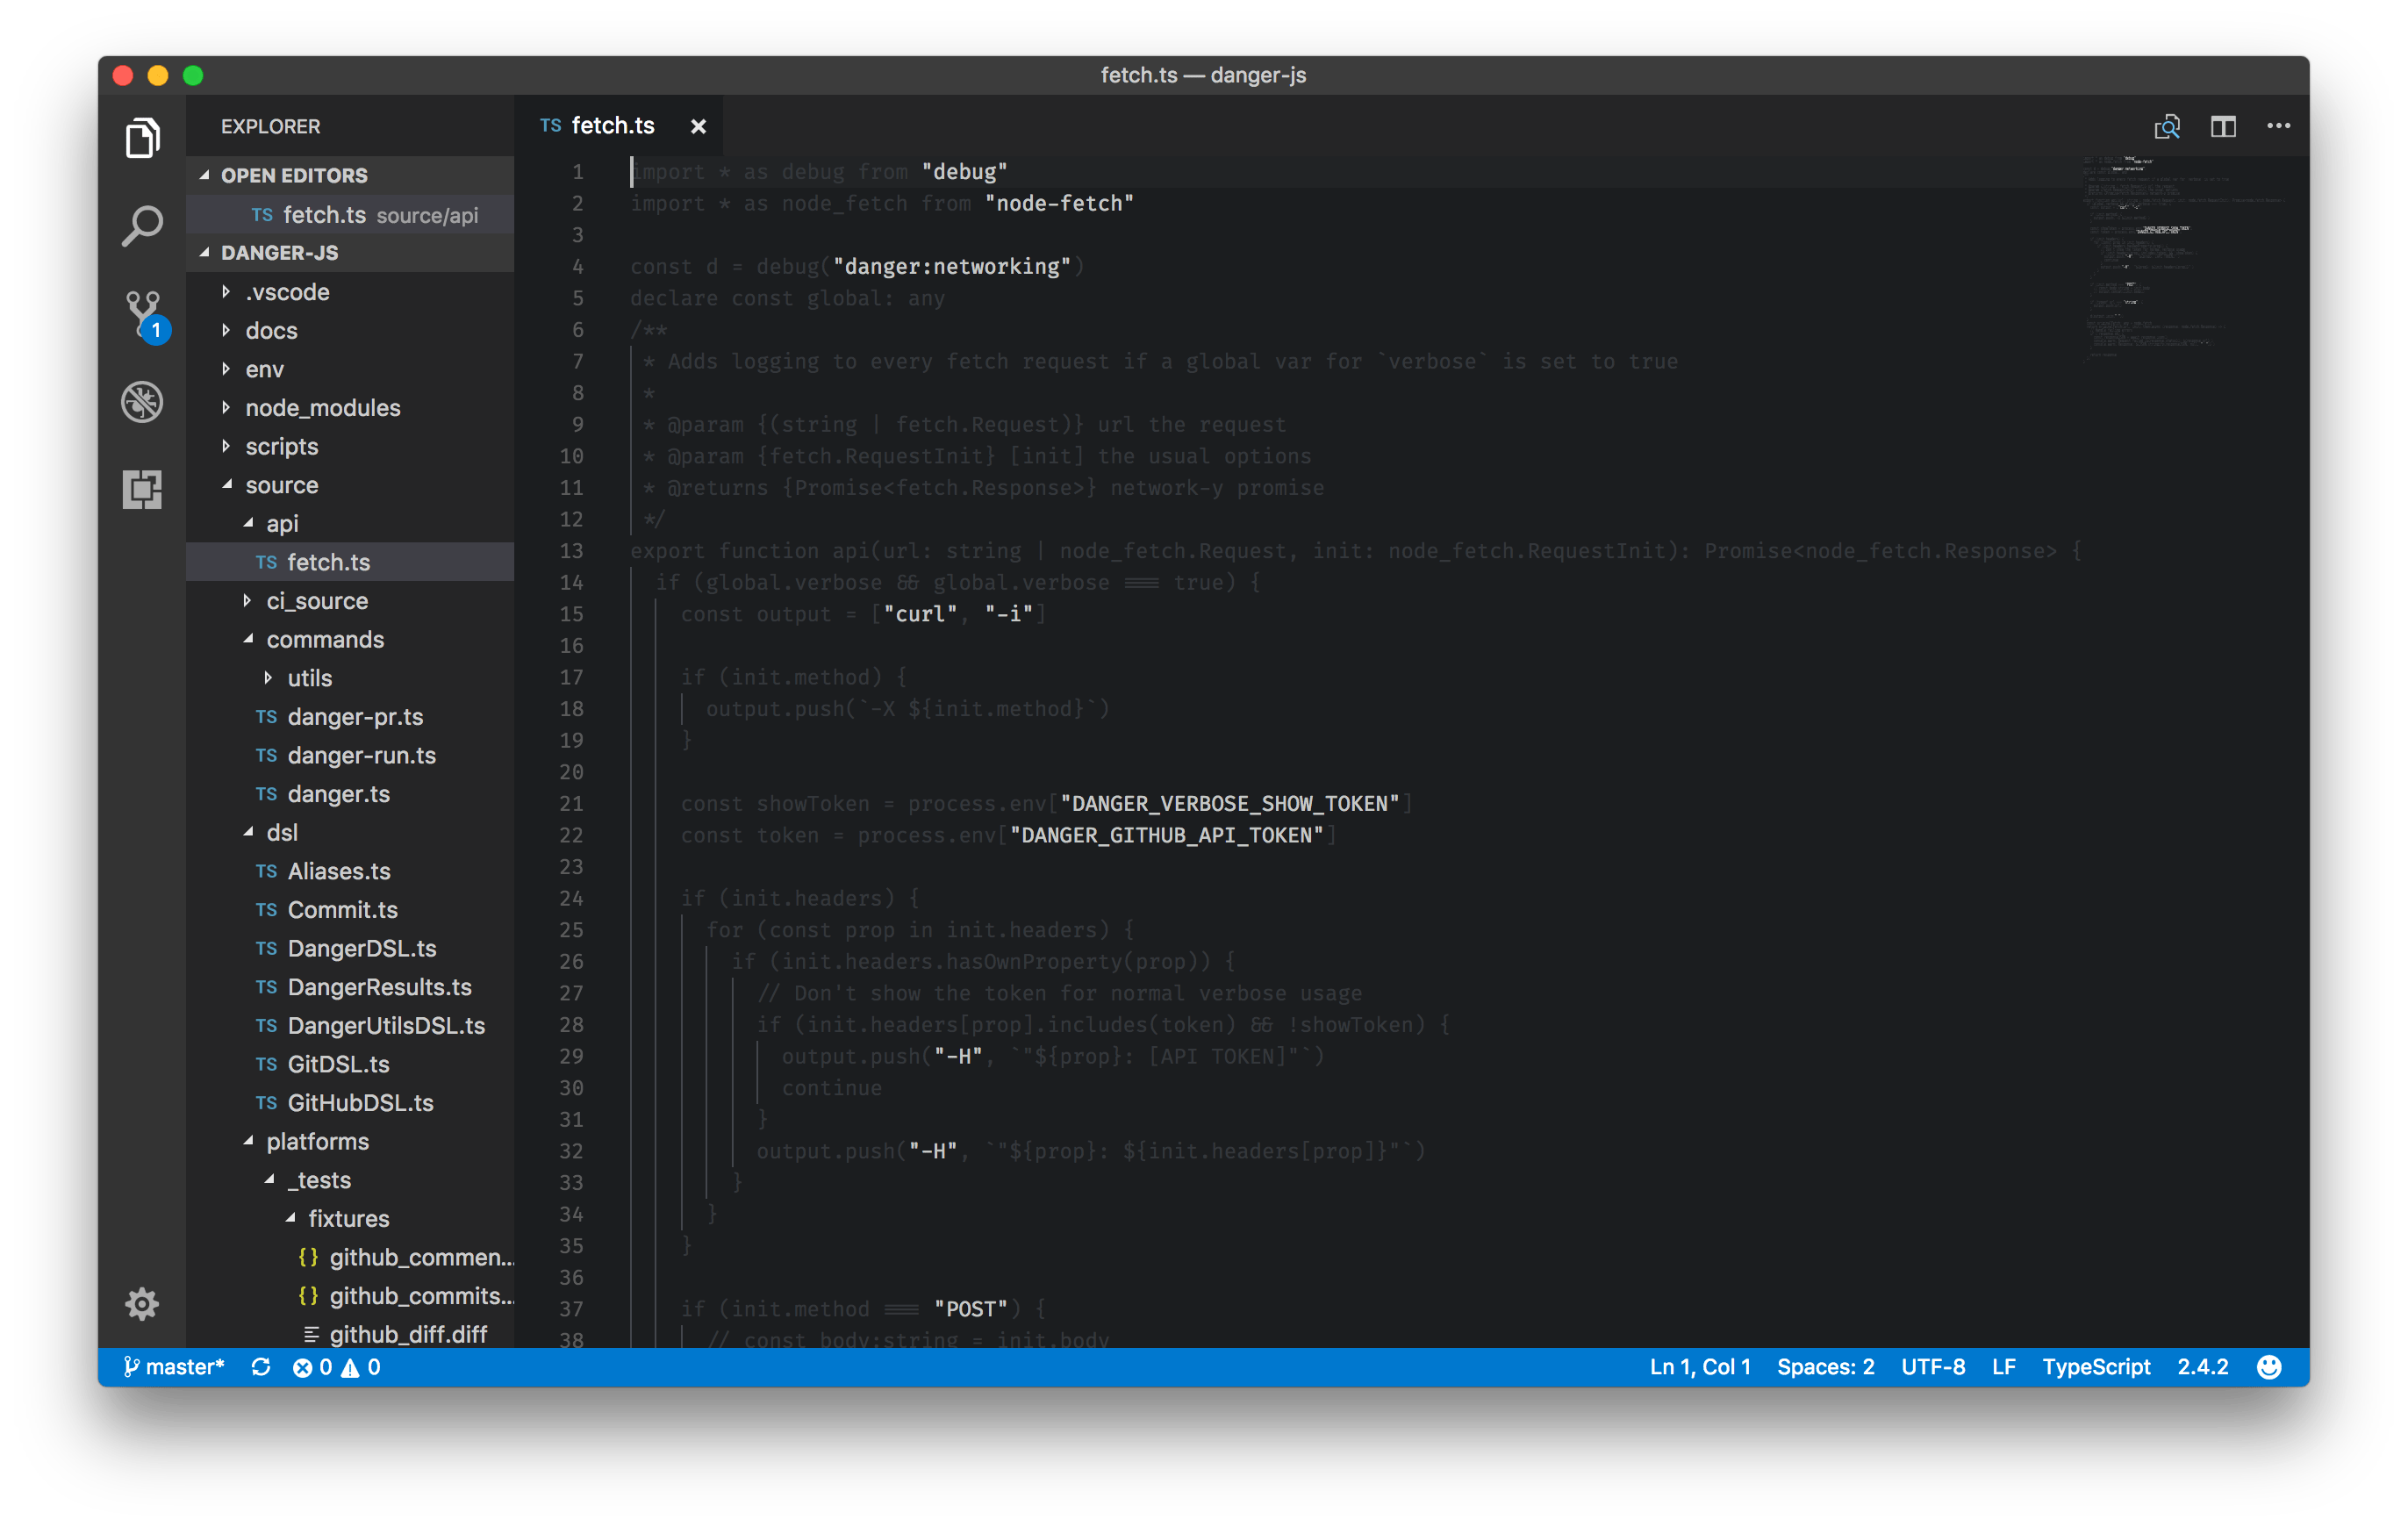 fetch.ts — danger-js
EXPLORER
OPEN EDITORS
TS fetch.ts source/api
DANGER-JS
.vscode
docs
env
node_modules
scripts
source
api
TS fetch.ts
ci_source
commands
utils
TS danger-pr.ts
TS danger-run.ts
TS danger.ts
dsl
TS Aliases.ts
TS Commit.ts
TS DangerDSL.ts
TS DangerResults.ts
TS DangerUtilsDSL.ts
TS GitDSL.ts
TS GitHubDSL.ts
platforms
_tests
fixtures
{} github_commen...
{} github_commits...
github_diff.diff
1
TS fetch.ts
1 import * as debug from "debug"
2 import * as node_fetch from "node-fetch"
3
4 const d = debug("danger:networking")
5 declare const global: any
6 /**
7 * Adds logging to every fetch request if a global var for `verbose` is set to true
8 *
9 * @param {(string | fetch.Request)} url the request
10 * @param {fetch.RequestInit} [init] the usual options
11 * @returns {Promise<fetch.Response>} network-y promise
12 */
13 export function api(url: string | node_fetch.Request, init: node_fetch.RequestInit): Promise<node_fetch.Response> {
14 if (global.verbose && global.verbose === true) {
15 const output = ["curl", "-i"]
16
17 if (init.method) {
18 output.push(`-X ${init.method}`)
19 }
20
21 const showToken = process.env["DANGER_VERBOSE_SHOW_TOKEN"]
22 const token = process.env["DANGER_GITHUB_API_TOKEN"]
23
24 if (init.headers) {
25 for (const prop in init.headers) {
26 if (init.headers.hasOwnProperty(prop)) {
27 // Don't show the token for normal verbose usage
28 if (init.headers[prop].includes(token) && !showToken) {
29 output.push("-H", `"${prop}: [API TOKEN]"`)
30 continue
31 }
32 output.push("-H", `"${prop}: ${init.headers[prop]}"`)
33 }
34 }
35 }
36
37 if (init.method === "POST") {
38 // const body:string = init.body
master* 0 0
Ln 1, Col 1 Spaces: 2 UTF-8 LF TypeScript 2.4.2